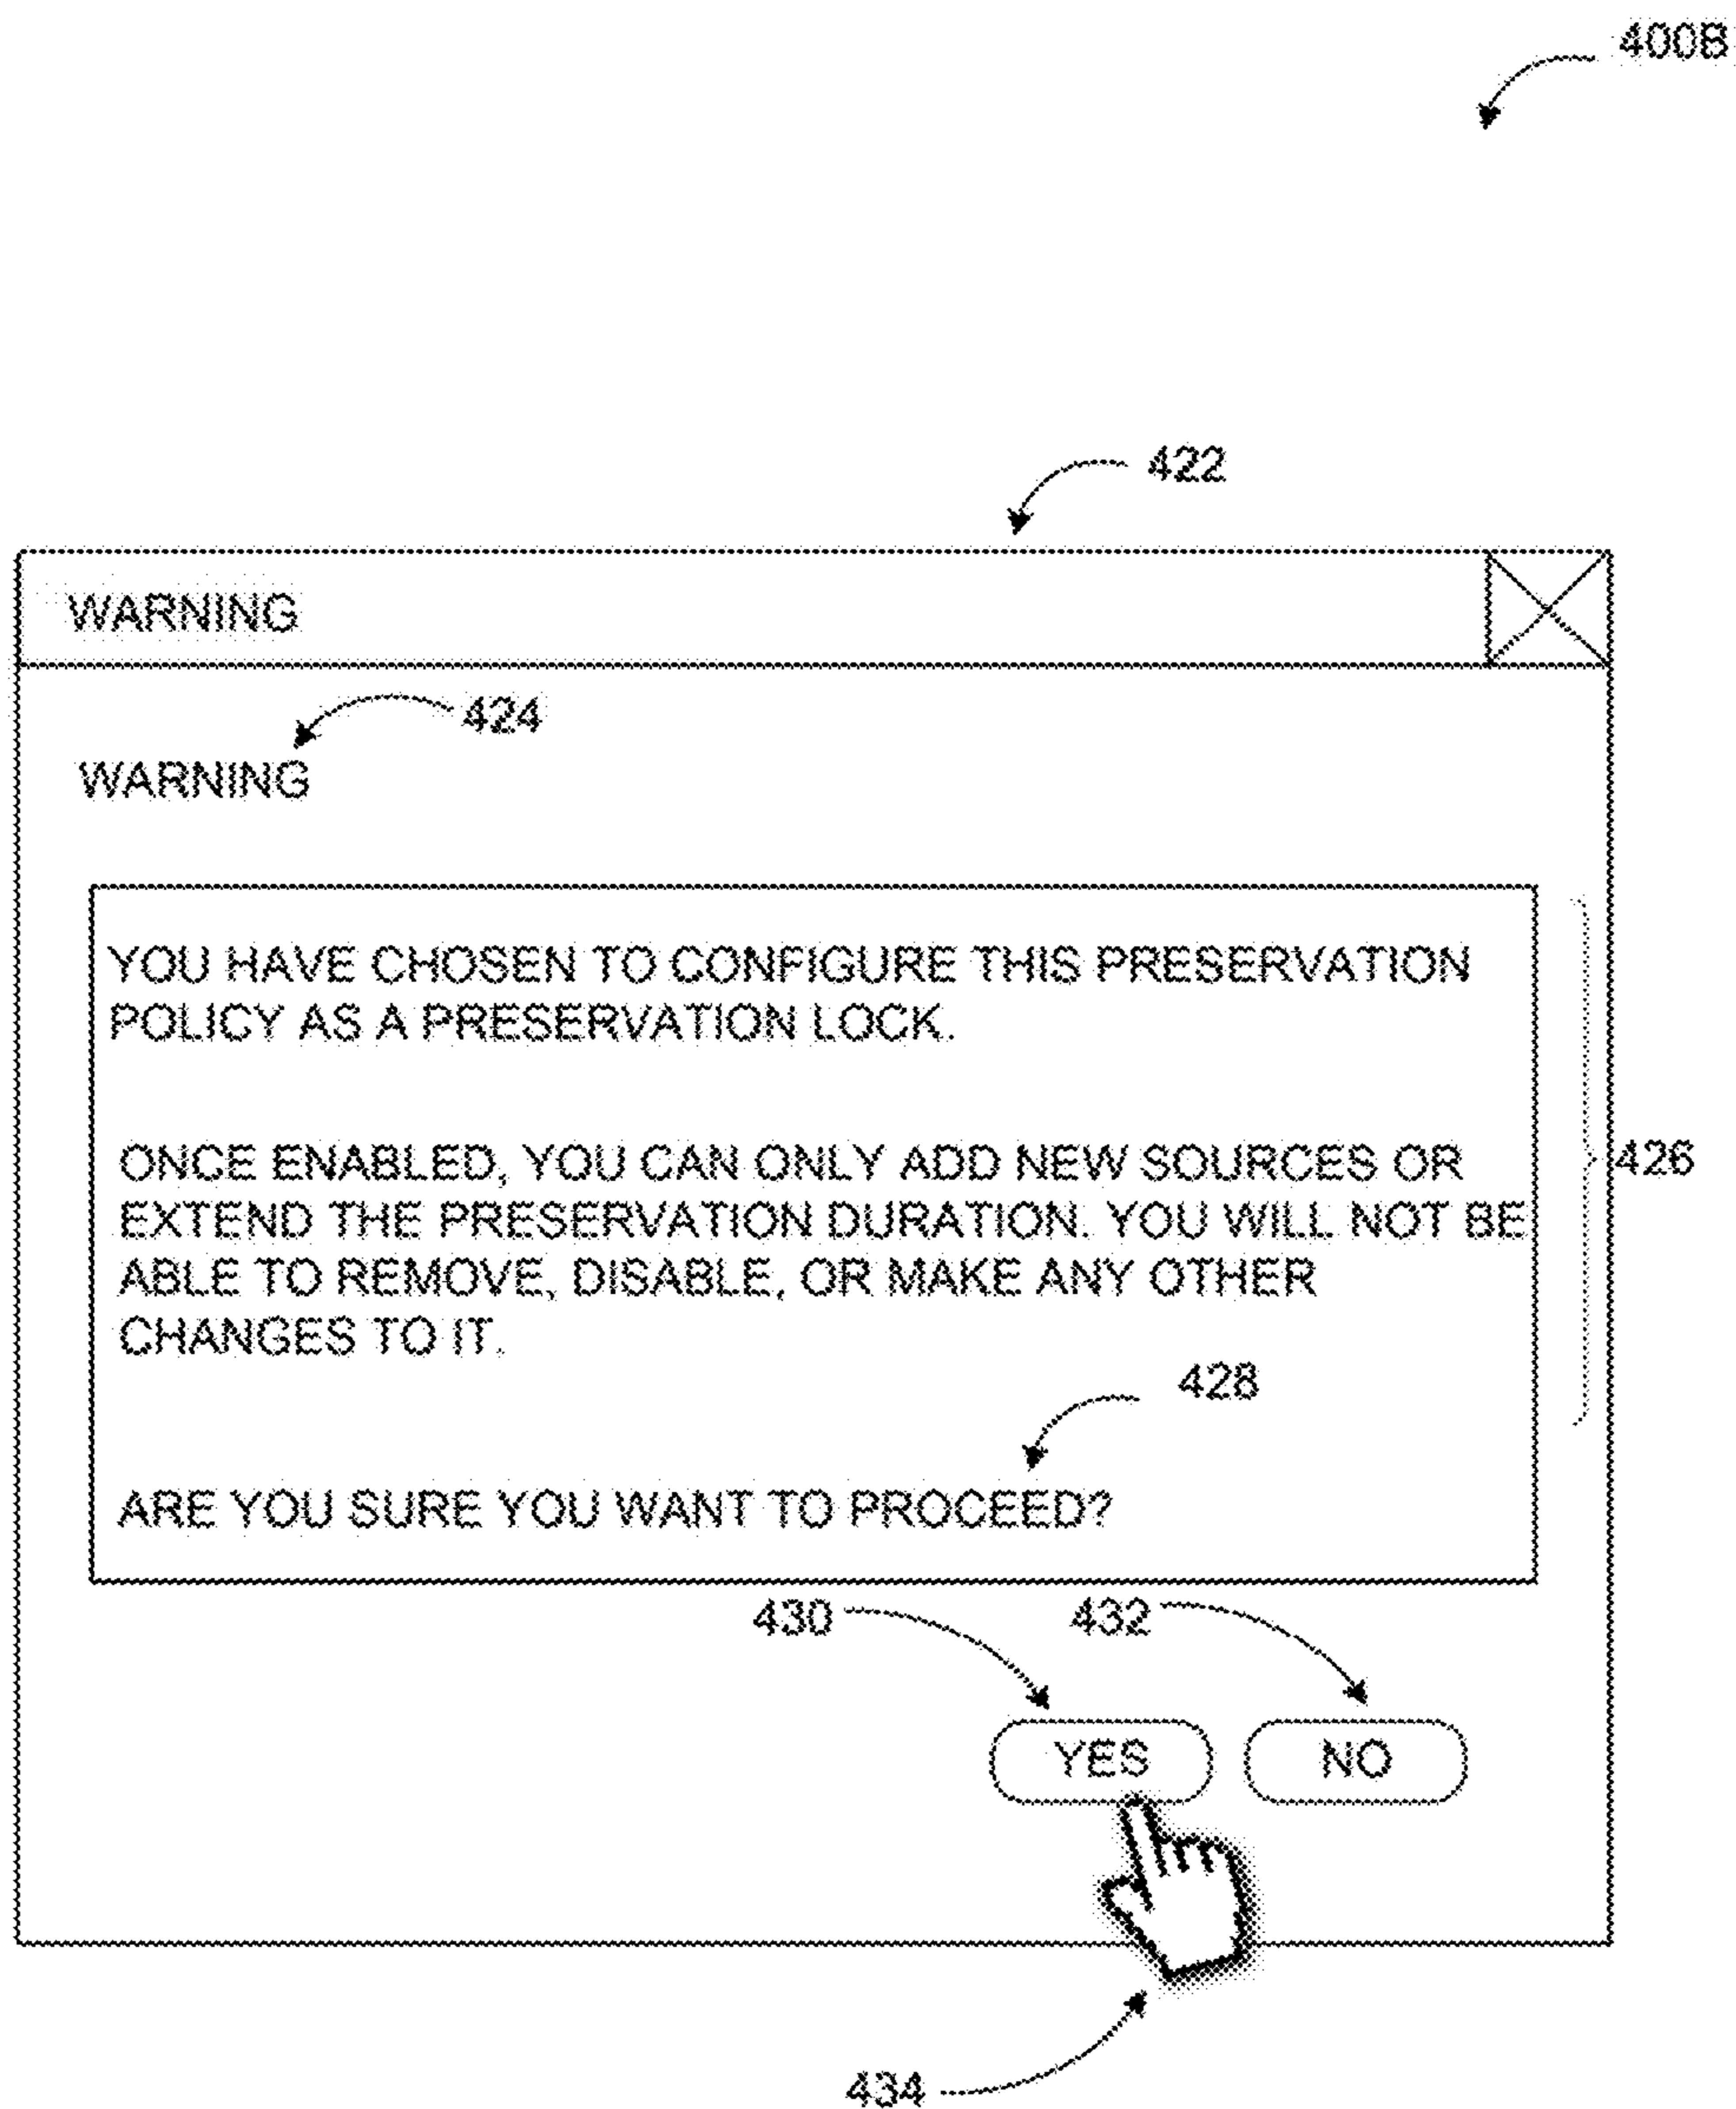 400B
422
WARNING
424
WARNING
YOU HAVE CHOSEN TO CONFIGURE THIS PRESERVATION
POLICY AS A PRESERVATION LOCK.
ONCE ENABLED, YOU CAN ONLY ADD NEW SOURCES OR
EXTEND THE PRESERVATION DURATION. YOU WILL NOT BE
ABLE TO REMOVE, DISABLE, OR MAKE ANY OTHER
CHANGES TO IT.
426
428
ARE YOU SURE YOU WANT TO PROCEED?
430
432
YES
NO
434